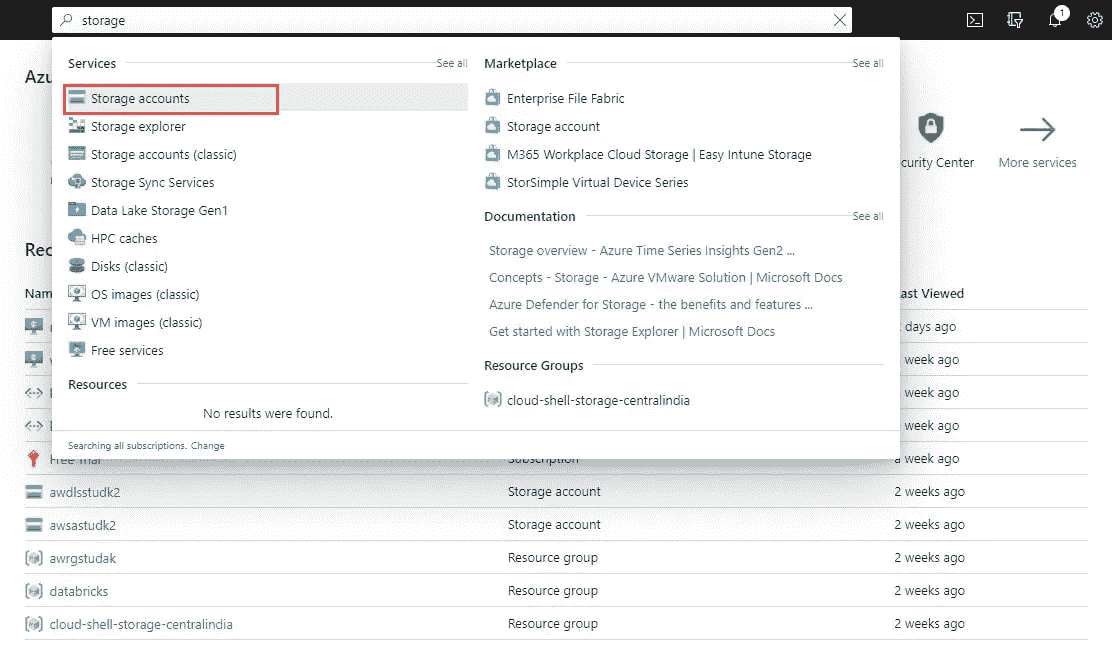 storage
1
Azu
Services
See all
Storage accounts
Storage explorer
Storage accounts (classic)
Storage Sync Services
Data Lake Storage Gen1
HPC caches
Disks (classic)
OS images (classic)
VM images (classic)
Free services
Resources
No results were found.
Searching all subscriptions. Change
Marketplace
See all
Enterprise File Fabric
Storage account
M365 Workplace Cloud Storage | Easy Intune Storage
StorSimple Virtual Device Series
Documentation
See all
Storage overview - Azure Time Series Insights Gen2 ...
Concepts - Storage - Azure VMware Solution | Microsoft Docs
Azure Defender for Storage - the benefits and features ...
Get started with Storage Explorer | Microsoft Docs
Resource Groups
cloud-shell-storage-centralindia
curity Center
More services
Rec
Nam
ast Viewed
days ago
week ago
week ago
week ago
Free Trial Subscription a week ago
awdlsstudk2 Storage account 2 weeks ago
awsastudk2 Storage account 2 weeks ago
awrgstudak Resource group 2 weeks ago
databricks Resource group 2 weeks ago
cloud-shell-storage-centralindia Resource group 2 weeks ago